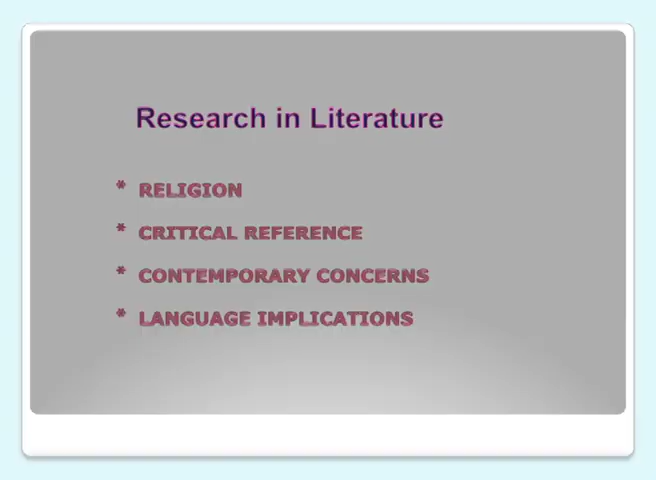 Research in Literature
* RELIGION
* CRITICAL REFERENCE
* CONTEMPORARY CONCERNS
* LANGUAGE IMPLICATIONS